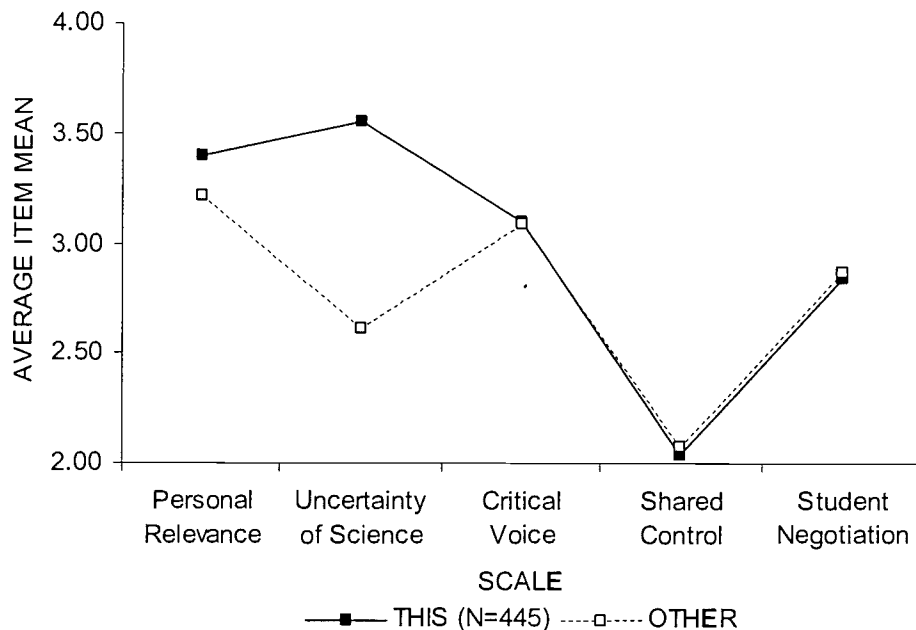 4.00
3.50
3.00
2.50
2.00
AVERAGE ITEM MEAN
Personal Relevance
Uncertainty of Science
Critical Voice
Shared Control
Student Negotiation
SCALE
THIS (N=445) OTHER